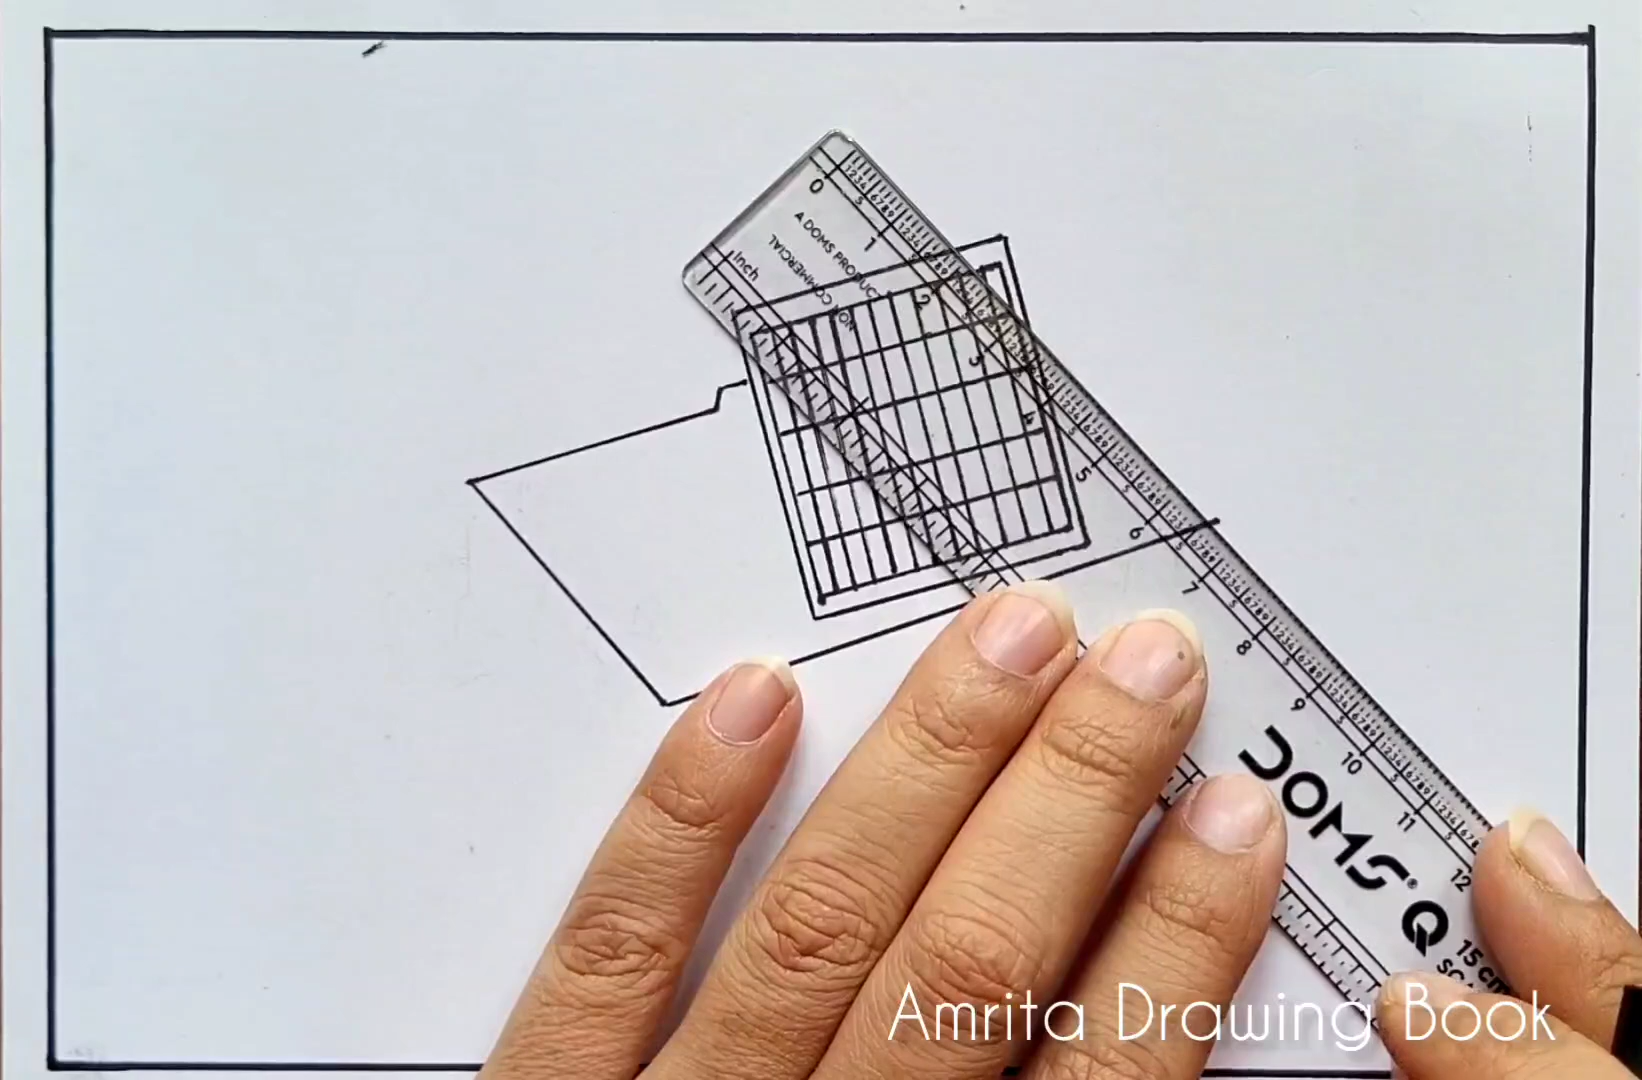 0 1 2 3 4 5 6 7 8 9 10 11 12
A DOMS PRODUCT
NON COMMERCIAL
Inch
DOMS® Q
15 cm
Amrita Drawing Book